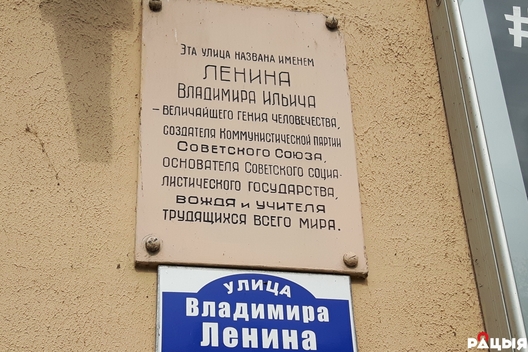 Эта улица названа именем
ЛЕНИНА
Владимира Ильича
– величайшего гения человечества,
создателя Коммунистической партии
Советского Союза,
основателя Советского социа-
листического государства,
вождя и учителя
трудящихся всего мира.
УЛИЦА
Владимира
Ленина
#
РАЦЫЯ